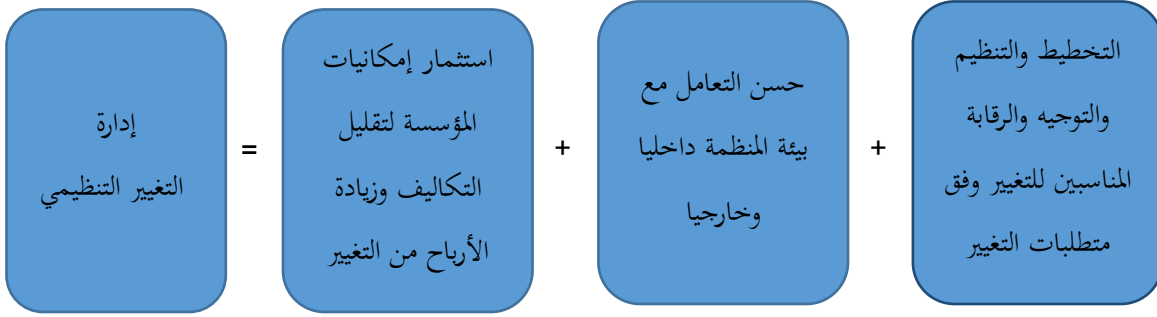 التخطيط والتنظيم
والتوجيه والرقابة
المناسبين للتغيير وفق
متطلبات التغيير
+
حسن التعامل مع
بيئة المنظمة داخليا
وخارجيا
+
استثمار إمكانيات
المؤسسة لتقليل
التكاليف وزيادة
الأرباح من التغيير
=
إدارة
التغيير التنظيمي